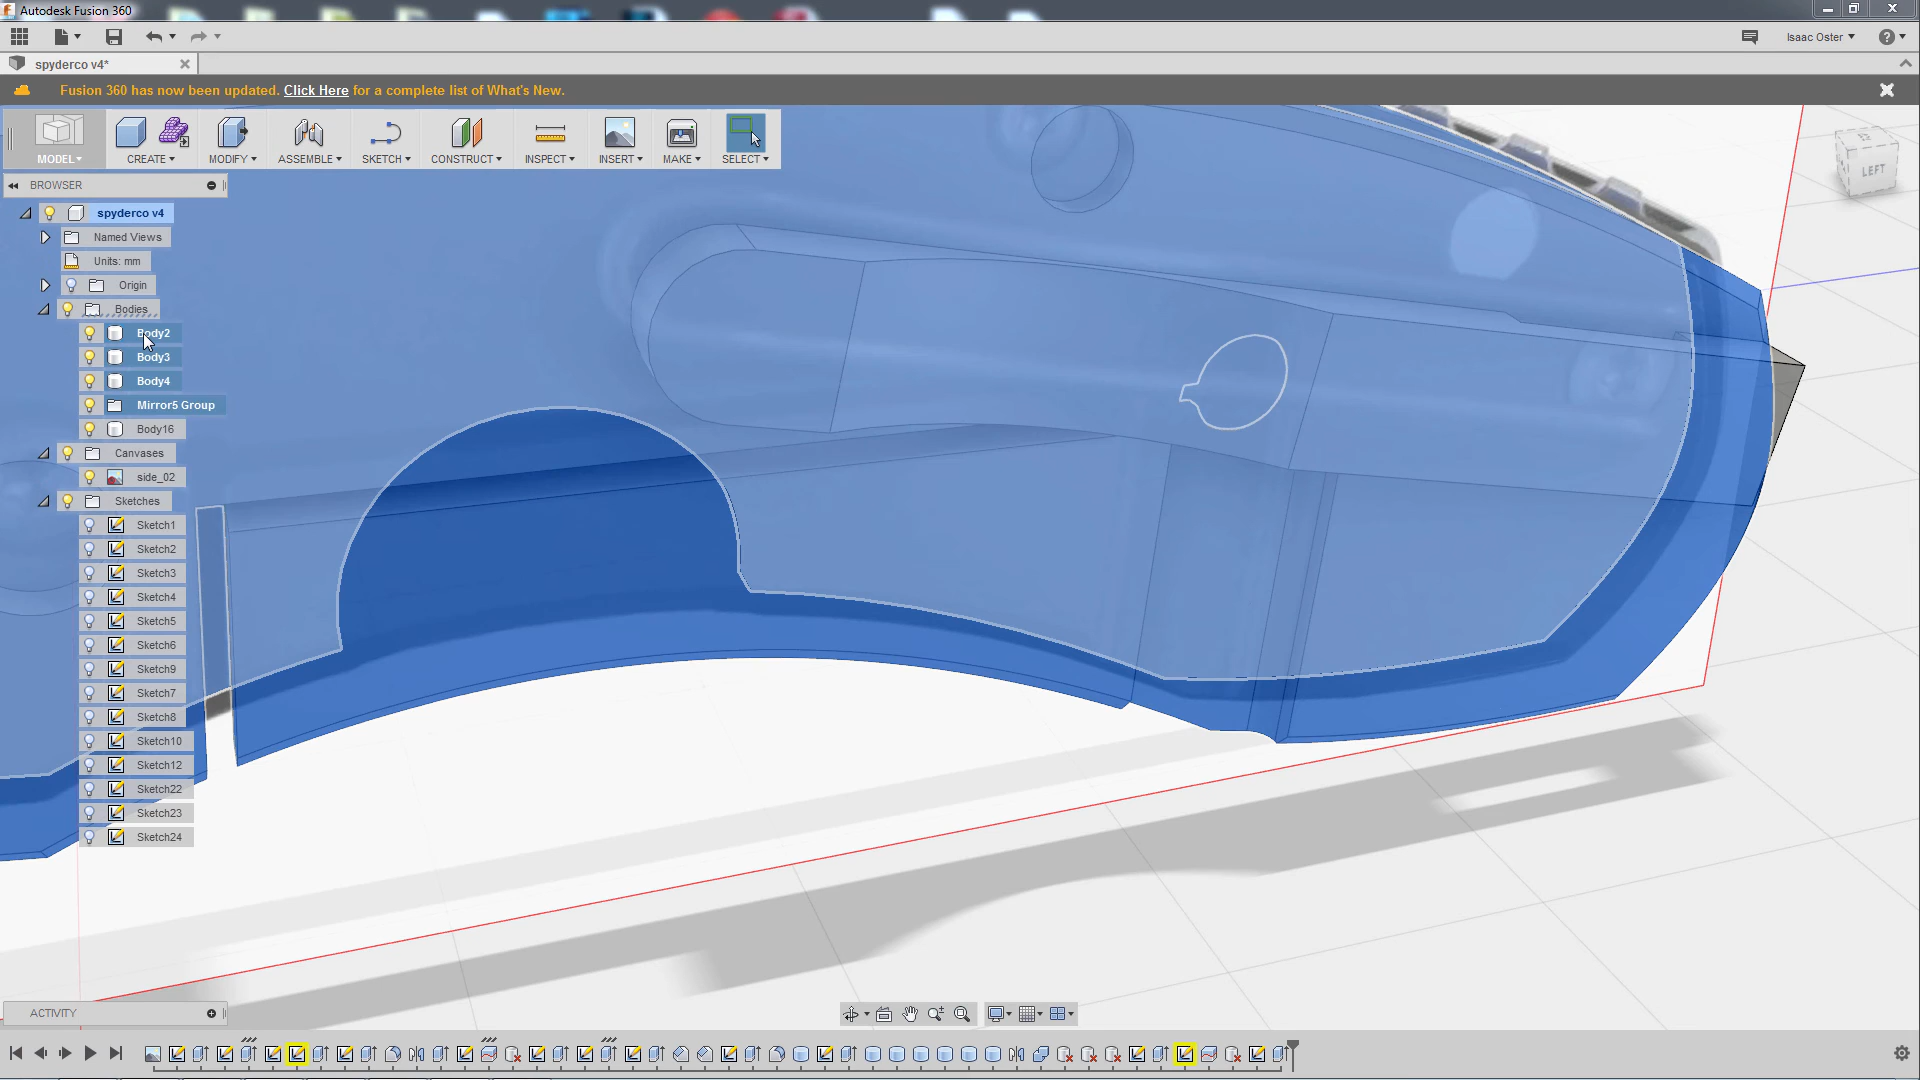 Autodesk Fusion 360
Isaac Oster
spyderco v4*
Fusion 360 has now been updated. Click Here for a complete list of What's New.
MODEL
CREATE
MODIFY
ASSEMBLE
SKETCH
CONSTRUCT
INSPECT
INSERT
MAKE
SELECT
LEFT
BROWSER
spyderco v4
Named Views
Units: mm
Origin
Bodies
Body2
Body3
Body4
Mirror5 Group
Body16
Canvases
side_02
Sketches
Sketch1
Sketch2
Sketch3
Sketch4
Sketch5
Sketch6
Sketch9
Sketch7
Sketch8
Sketch10
Sketch12
Sketch22
Sketch23
Sketch24
ACTIVITY